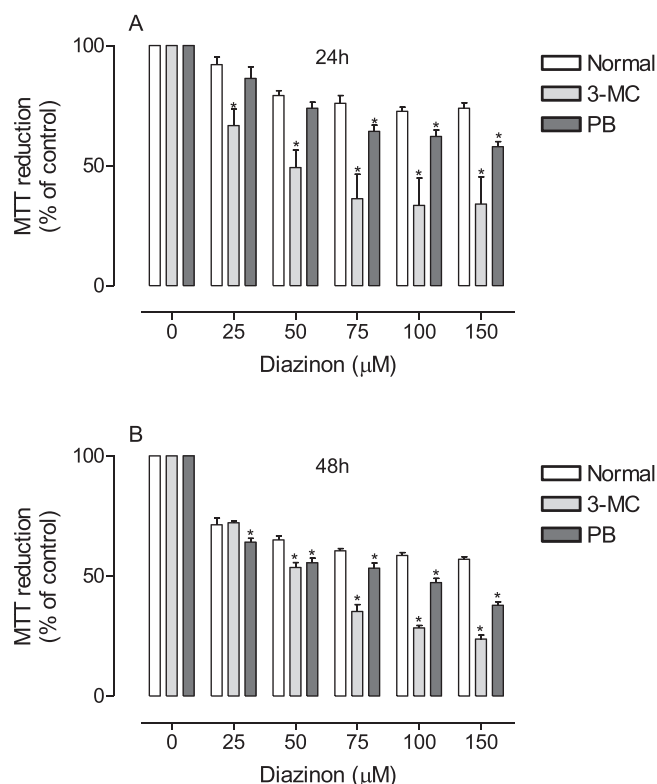 A
24h
100
50
0
MTT reduction
(% of control)
* * * * * * * *
0 25 50 75 100 150
Diazinon (μM)
Normal
3-MC
PB
B
48h
100
50
0
MTT reduction
(% of control)
* * * * * * * * *
0 25 50 75 100 150
Diazinon (μM)
Normal
3-MC
PB